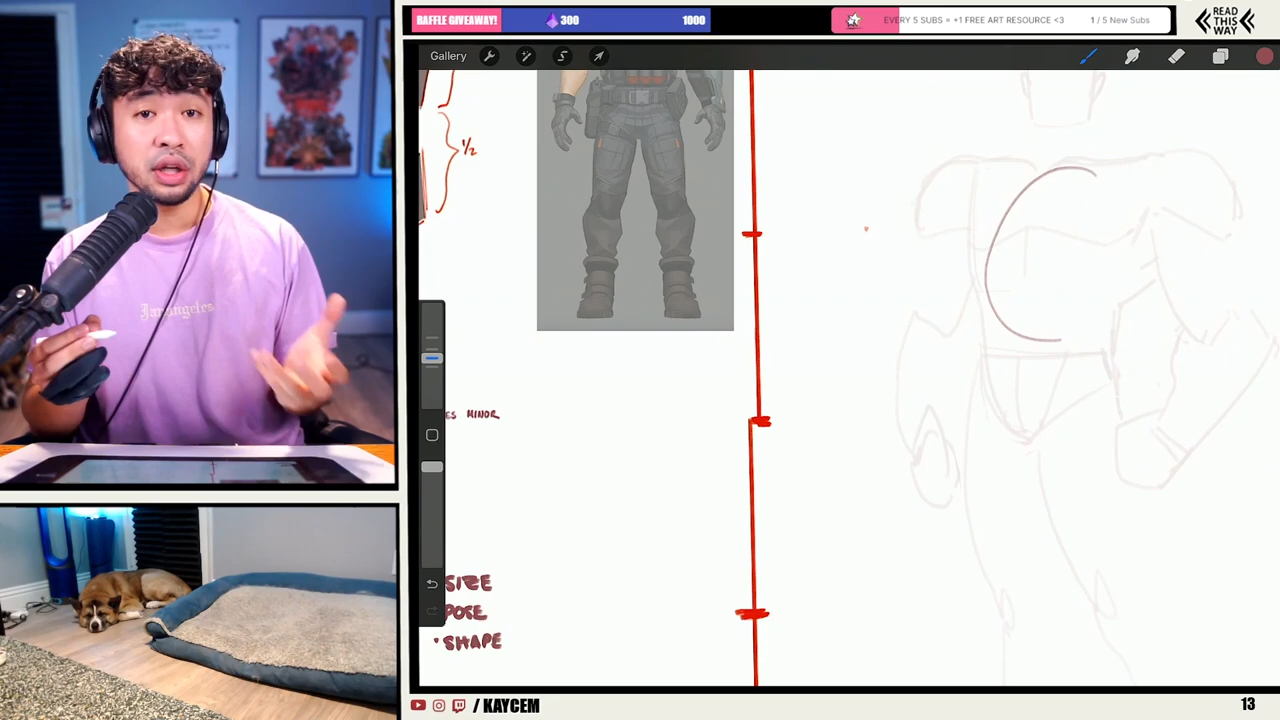 RAFFLE GIVEAWAY! 300 1000
EVERY 5 SUBS = +1 FREE ART RESOURCE <3 1 / 5 New Subs
READ
THIS
WAY
Gallery
1/2
ES MINOR
SIZE
POSE
• SHAPE
/ KAYCEM
13